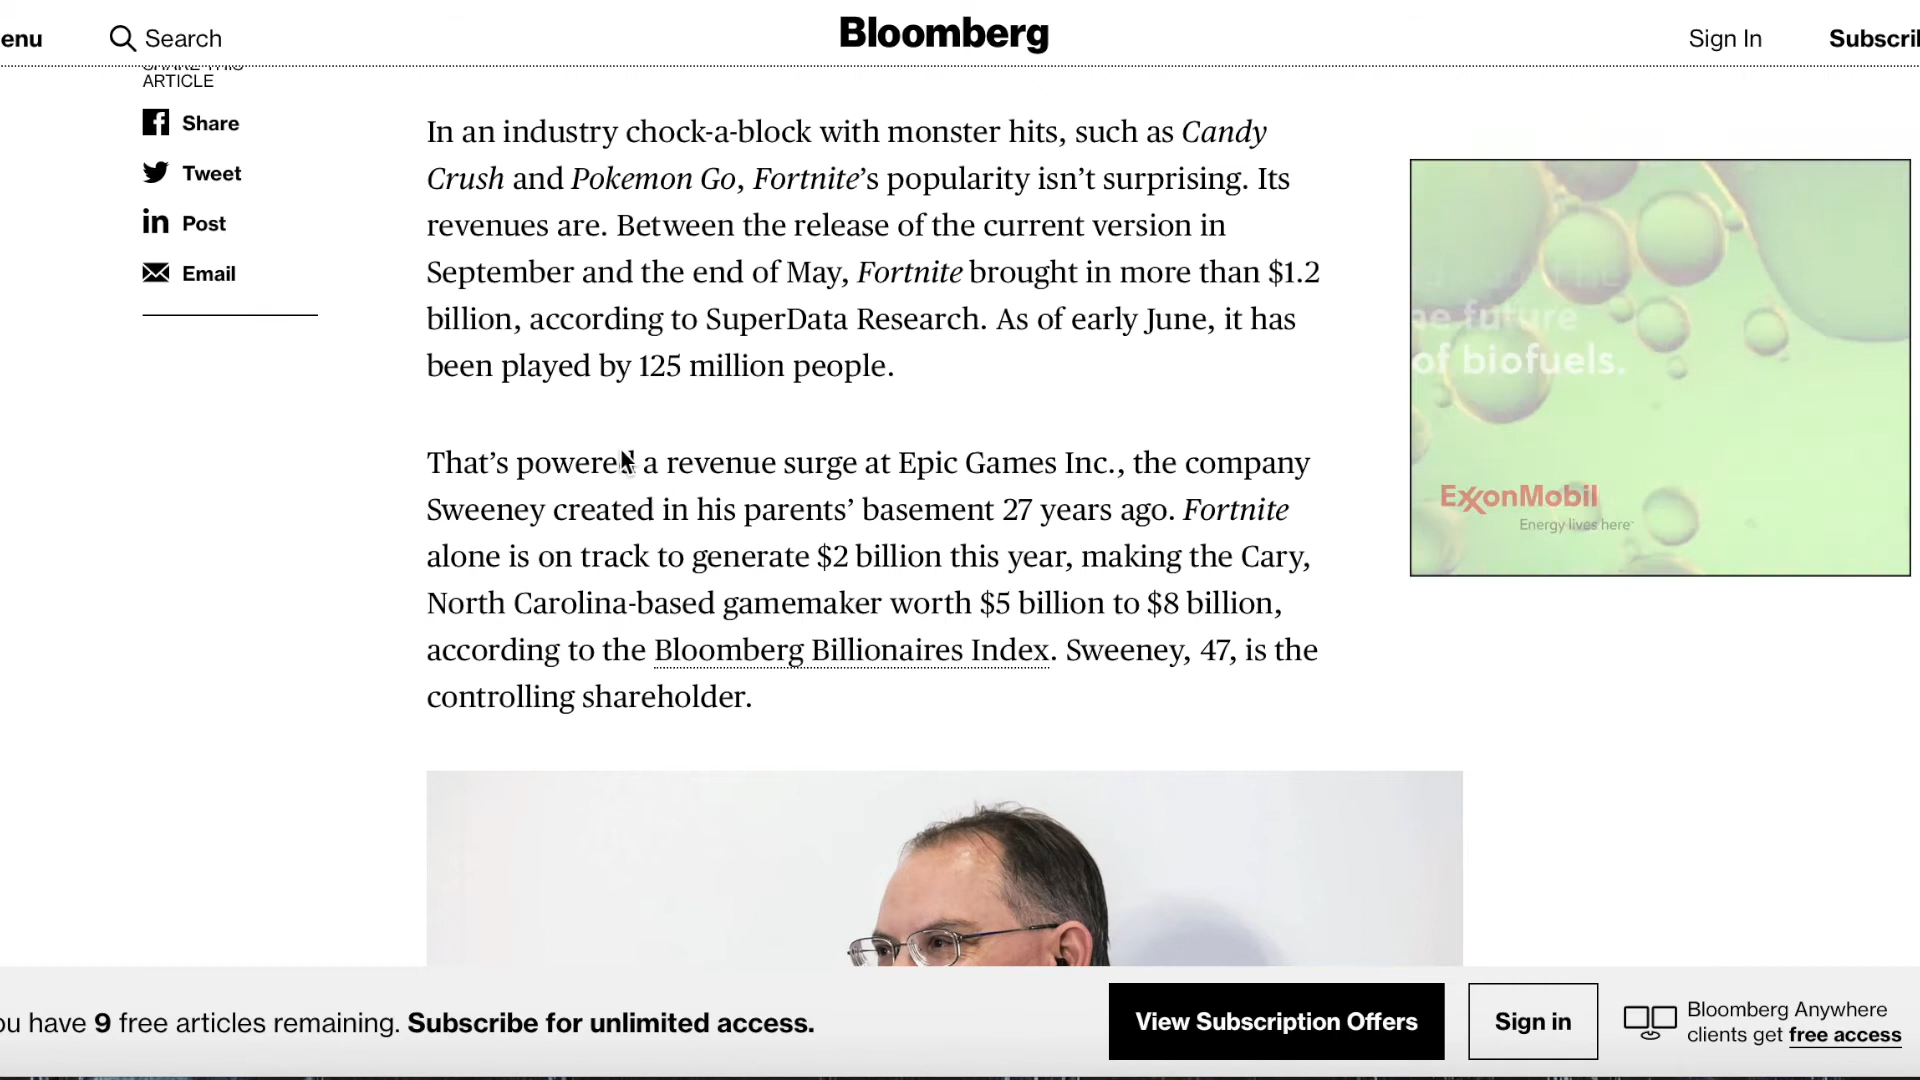 enu
Search
Bloomberg
Sign In
Subscri
SHARE THIS
ARTICLE
Share
Tweet
Post
Email
In an industry chock-a-block with monster hits, such as Candy
Crush and Pokemon Go, Fortnite’s popularity isn’t surprising. Its
revenues are. Between the release of the current version in
September and the end of May, Fortnite brought in more than $1.2
billion, according to SuperData Research. As of early June, it has
been played by 125 million people.
That’s powered a revenue surge at Epic Games Inc., the company
Sweeney created in his parents’ basement 27 years ago. Fortnite
alone is on track to generate $2 billion this year, making the Cary,
North Carolina-based gamemaker worth $5 billion to $8 billion,
according to the Bloomberg Billionaires Index. Sweeney, 47, is the
controlling shareholder.
he future
of biofuels.
ExxonMobil
Energy lives here
ou have 9 free articles remaining. Subscribe for unlimited access.
View Subscription Offers
Sign in
Bloomberg Anywhere
clients get free access